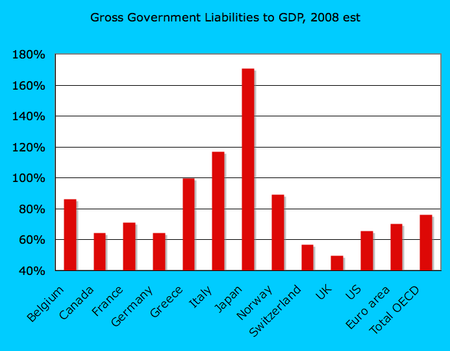 Gross Government Liabilities to GDP, 2008 est
180%
160%
140%
120%
100%
80%
60%
40%
Belgium
Canada
France
Germany
Greece
Italy
Japan
Norway
Switzerland
UK
US
Euro area
Total OECD